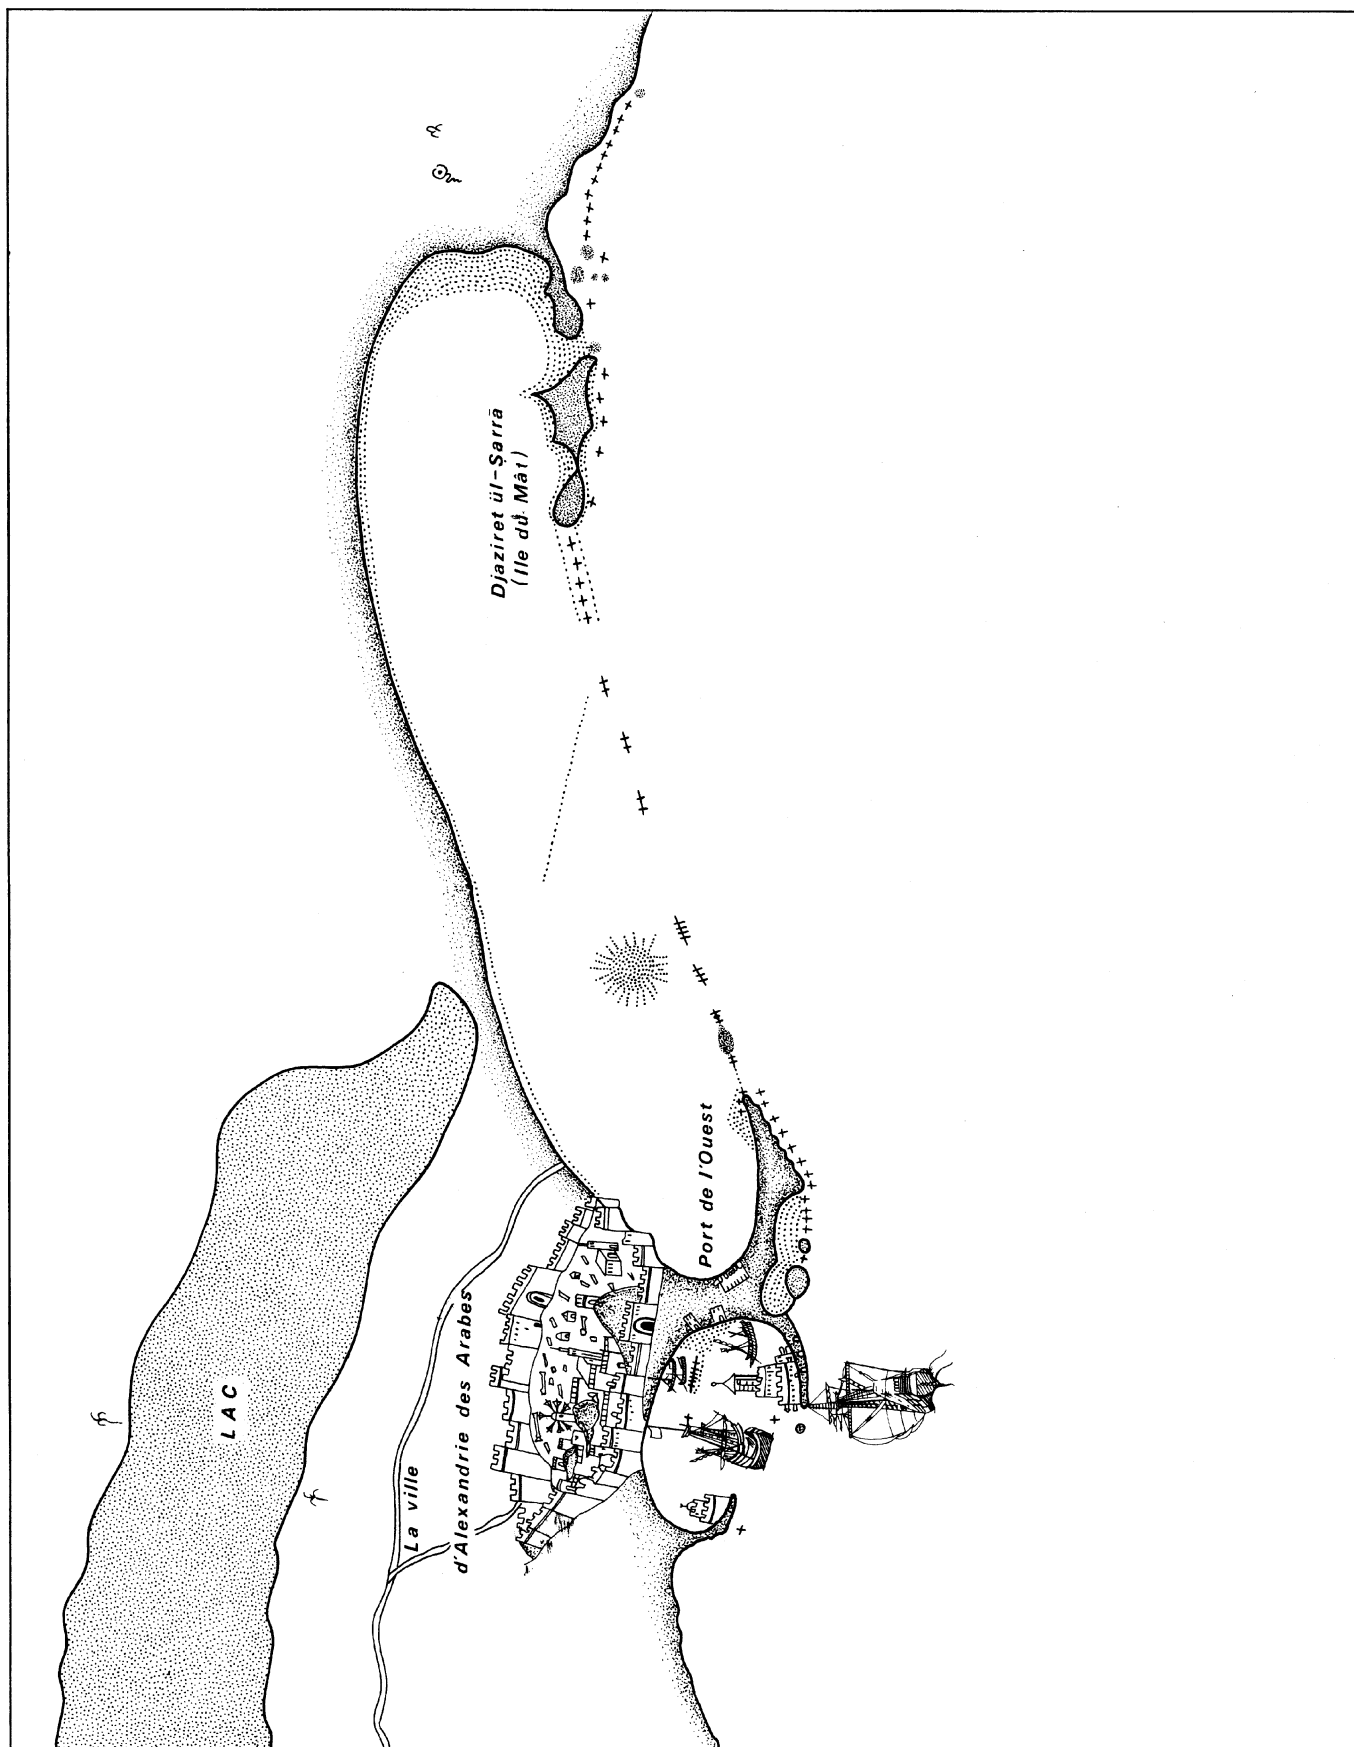 Djaziret ül-Ṣarrā
(Ile du Mât)
Port de l'Ouest
La ville
d'Alexandrie des Arabes
LAC